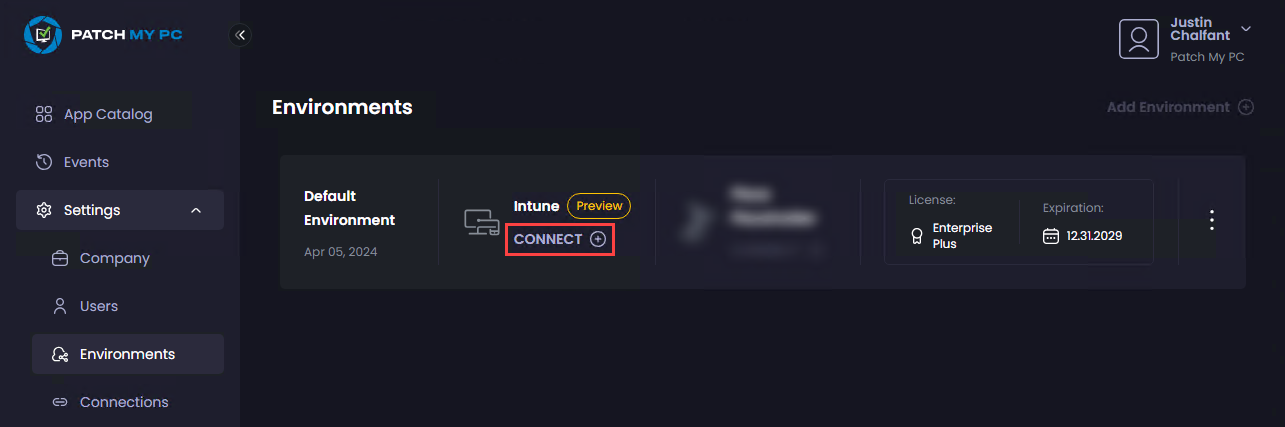 PATCH MY PC
Justin
Chalfant
Patch My PC
App Catalog
Events
Settings
Company
Users
Environments
Connections
Environments
Add Environment
Default
Environment
Apr 05, 2024
Intune Preview
CONNECT
License:
Enterprise
Plus
Expiration:
12.31.2029